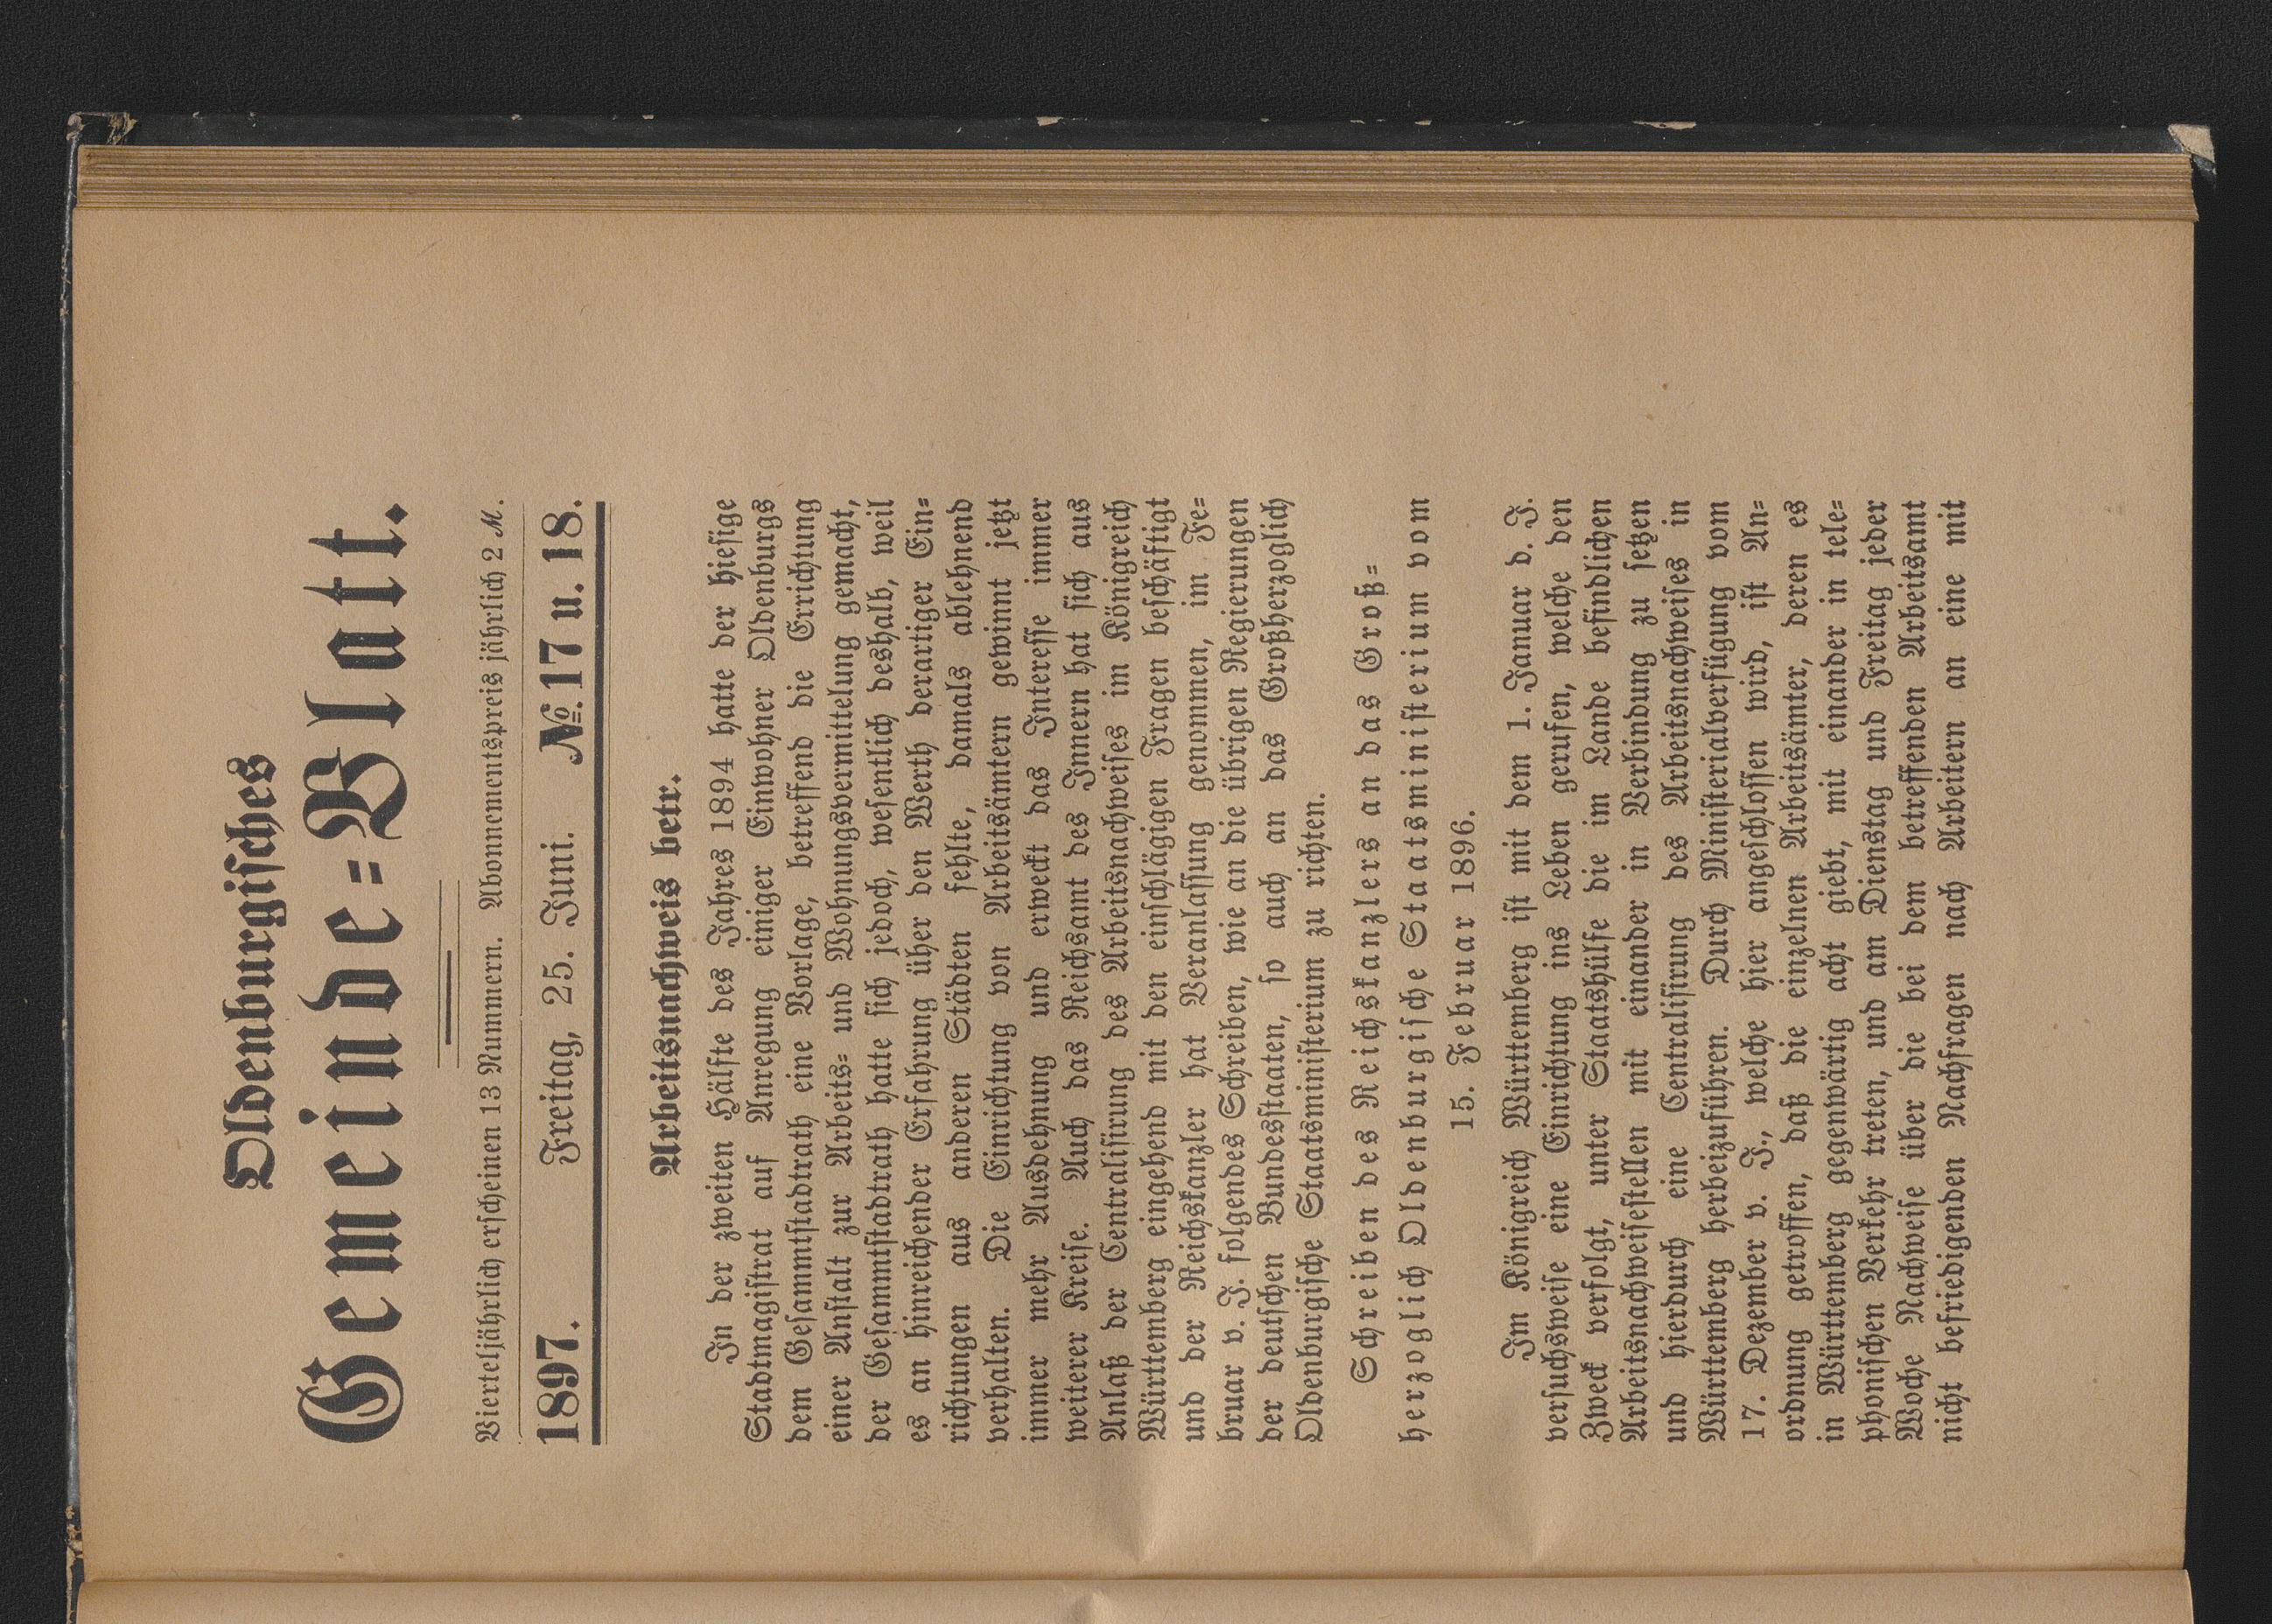 Oldenburgisches
Gemeinde=Blatt.
Vierteljährlich erscheinen 13 Nummern. Abonnementspreis jährlich 2 ℳ.
1897. Freitag, 25. Juni. №. 17 u. 18.
Arbeitsnachweis betr.
In der zweiten Hälfte des Jahres 1894 hatte der hiesige
Stadtmagistrat auf Anregung einiger Einwohner Oldenburgs
dem Gesammtstadtrath eine Vorlage, betreffend die Errichtung
einer Anstalt zur Arbeits= und Wohnungsvermittelung gemacht,
der Gesammtstadtrath hatte sich jedoch, wesentlich deshalb, weil
es an hinreichender Erfahrung über den Werth derartiger Ein=
richtungen aus anderen Städten fehlte, damals ablehnend
verhalten. Die Einrichtung von Arbeitsämtern gewinnt jetzt
immer mehr Ausdehnung und erweckt das Interesse immer
weiterer Kreise. Auch das Reichsamt des Innern hat sich aus
Anlaß der Centralisirung des Arbeitsnachweises im Königreich
Württemberg eingehend mit den einschlägigen Fragen beschäftigt
und der Reichskanzler hat Veranlassung genommen, im Fe=
bruar v. J. folgendes Schreiben, wie an die übrigen Regierungen
der deutschen Bundesstaaten, so auch an das Großherzoglich
Oldenburgische Staatsministerium zu richten.
Schreiben des Reichskanzlers an das Groß=
herzoglich Oldenburgische Staatsministerium vom
15. Februar 1896.
Im Königreich Württemberg ist mit dem 1. Januar d. J.
versuchsweise eine Einrichtung ins Leben gerufen, welche den
Zweck verfolgt, unter Staatshülfe die im Lande befindlichen
Arbeitsnachweisestellen mit einander in Verbindung zu setzen
und hierdurch eine Centralisirung des Arbeitsnachweises in
Württemberg herbeizuführen. Durch Ministerialverfügung vom
17. Dezember v. J., welche hier angeschlossen wird, ist An=
ordnung getroffen, daß die einzelnen Arbeitsämter, deren es
in Württemberg gegenwärtig acht giebt, mit einander in tele=
phonischen Verkehr treten, und am Dienstag und Freitag jeder
Woche Nachweise über die bei dem betreffenden Arbeitsamt
nicht befriedigenden Nachfragen nach Arbeitern an eine mit